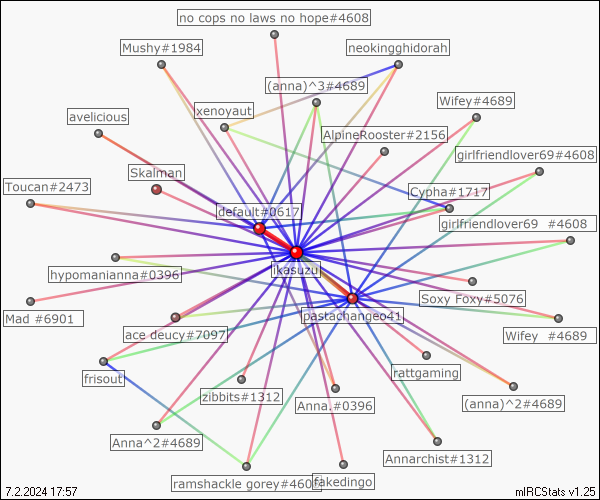 no cops no laws no hope#4608
Mushy#1984
neokingghidorah
(anna)^3#4689
Wifey#4689
xenoyaut
avelicious
AlpineRooster#2156
girlfriendlover69#4608
Skalman
Toucan#2473
Cypha#1717
default#0617
girlfriendlover69 #4608
ikasuzui
hypomanianna#0396
Soxy Foxy#5076
Mad #6901
pastachangeo41
ace deucy#7097
Wifey #4689
rattgaming
frisout
zibbits#1312
Anna.#0396
(anna)^2#4689
Anna^2#4689
Annarchist#1312
ramshackle gorey#460
fakedingo
7.2.2024 17:57
mIRCStats v1.25